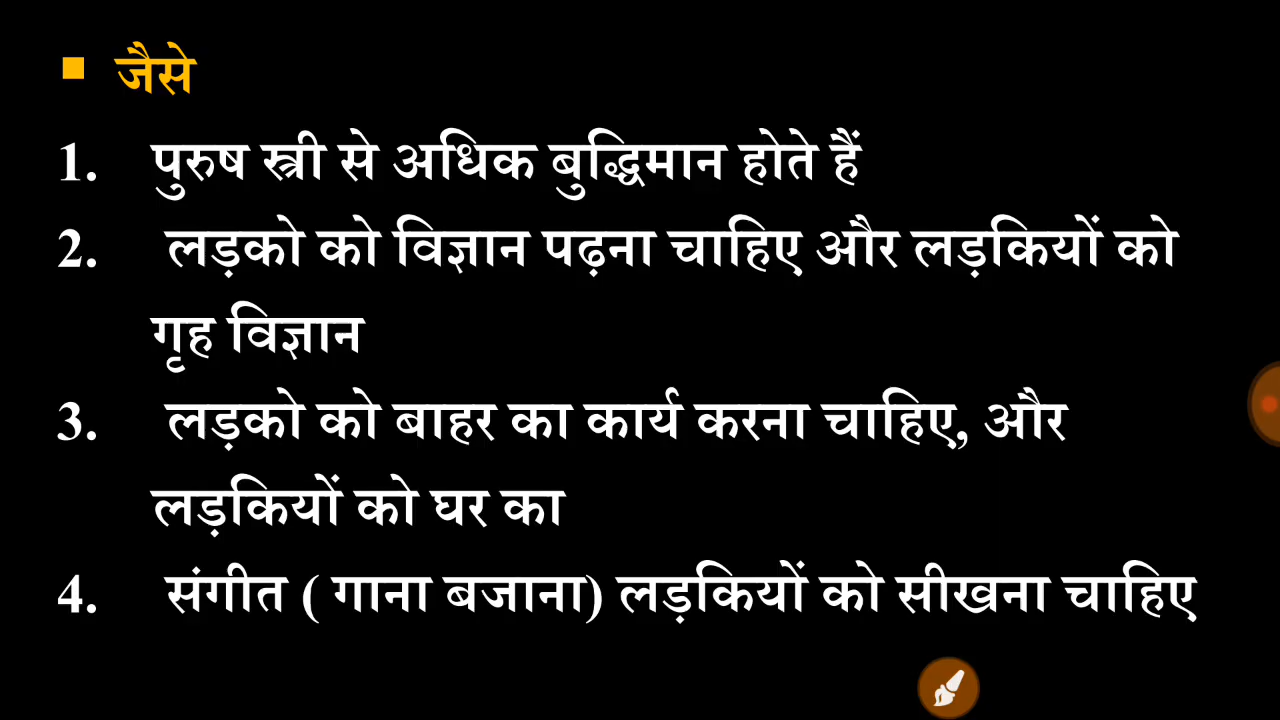 ▪ जैसे
1. पुरुष स्त्री से अधिक बुद्धिमान होते हैं
2. लड़को को विज्ञान पढ़ना चाहिए और लड़कियों को
गृह विज्ञान
3. लड़को को बाहर का कार्य करना चाहिए, और
लड़कियों को घर का
4. संगीत ( गाना बजाना) लड़कियों को सीखना चाहिए